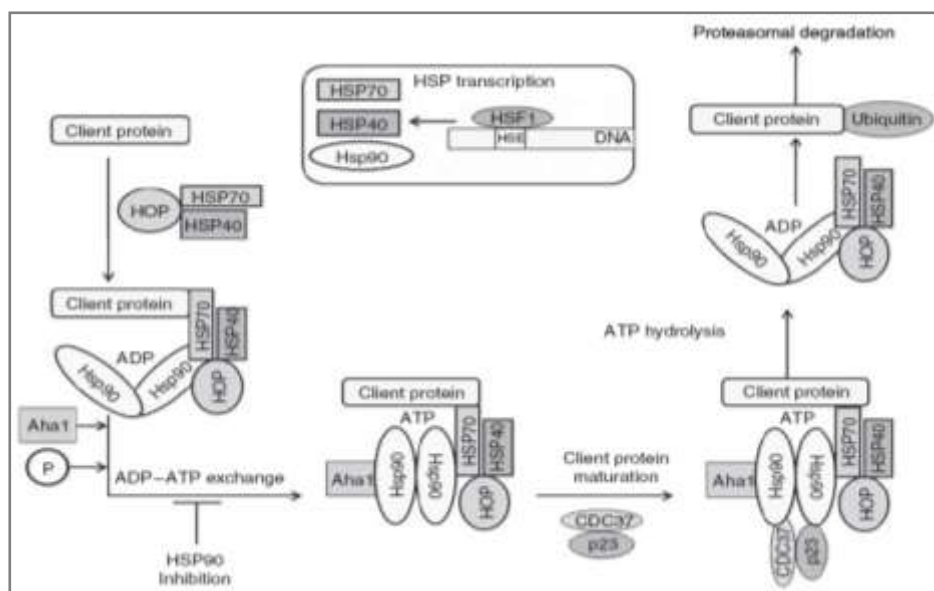 Proteasomal degradation
HSP transcription
HSP70
HSP40
Hsp90
HSF1
HSE
DNA
Client protein
Ubiquitin
Client protein
HOP
HSP70
HSP40
HSP70
HSP40
ADP
Hsp90
Hsp90
HOP
ATP hydrolysis
Client protein
HSP70
HSP40
ADP
Hsp90
Hsp90
HOP
Aha1
P
ADP–ATP exchange
HSP90
Inhibition
Client protein
ATP
HSP70
HSP40
Aha1
Hsp90
Hsp90
HOP
Client protein
maturation
CDC37
p23
Client protein
ATP
HSP70
HSP40
Aha1
Hsp90
Hsp90
HOP
CDC37
p23